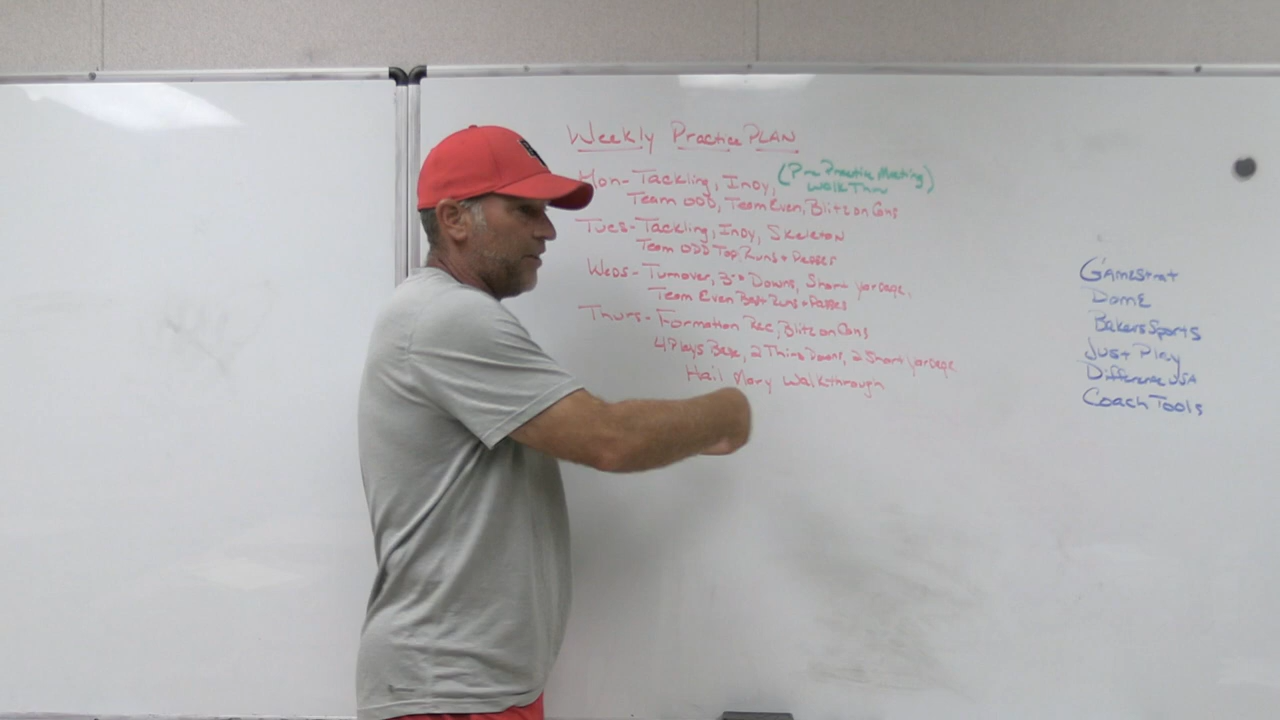 Weekly Practice PLAN
Mon- Tackling, Indy, (Pre Practice Meeting)
Walk Thru
Team ODD, Team Even, Blitz on Cans
Tues- Tackling, Indy, Skeleton
Team ODD Top Runs + Passes
Weds- Turnover, 3rd Downs, Short yardage,
Team Even Best Runs + Passes
Thurs- Formation Rec, Blitz on Cans
4 Plays Base, 2 Third Downs, 2 Short yardage
Hail Mary Walkthrough
GameStrat
Dome
Bakers Sports
Just Play
Difference USA
Coach Tools